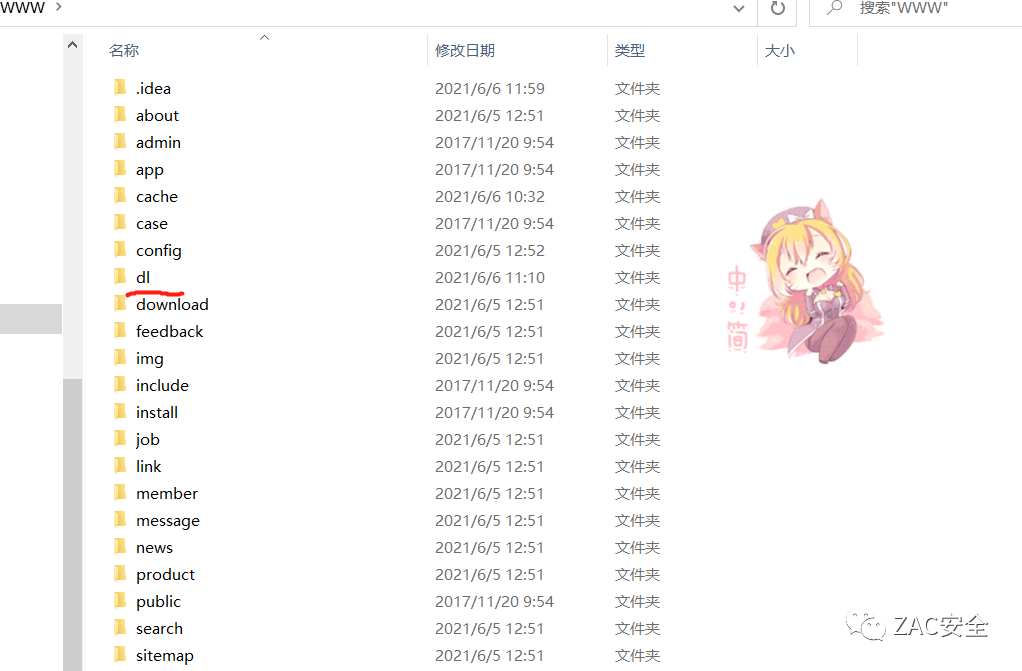 WWW
搜索"WWW"
名称 修改日期 类型 大小
.idea 2021/6/6 11:59 文件夹
about 2021/6/5 12:51 文件夹
admin 2017/11/20 9:54 文件夹
app 2017/11/20 9:54 文件夹
cache 2021/6/6 10:32 文件夹
case 2017/11/20 9:54 文件夹
config 2021/6/5 12:52 文件夹
dl 2021/6/6 11:10 文件夹
download 2021/6/5 12:51 文件夹
feedback 2021/6/5 12:51 文件夹
img 2021/6/5 12:51 文件夹
include 2017/11/20 9:54 文件夹
install 2017/11/20 9:54 文件夹
job 2021/6/5 12:51 文件夹
link 2021/6/5 12:51 文件夹
member 2021/6/5 12:51 文件夹
message 2021/6/5 12:51 文件夹
news 2021/6/5 12:51 文件夹
product 2021/6/5 12:51 文件夹
public 2017/11/20 9:54 文件夹
search 2021/6/5 12:51 文件夹
sitemap 2021/6/5 12:51 文件夹
中
简
ZAC安全